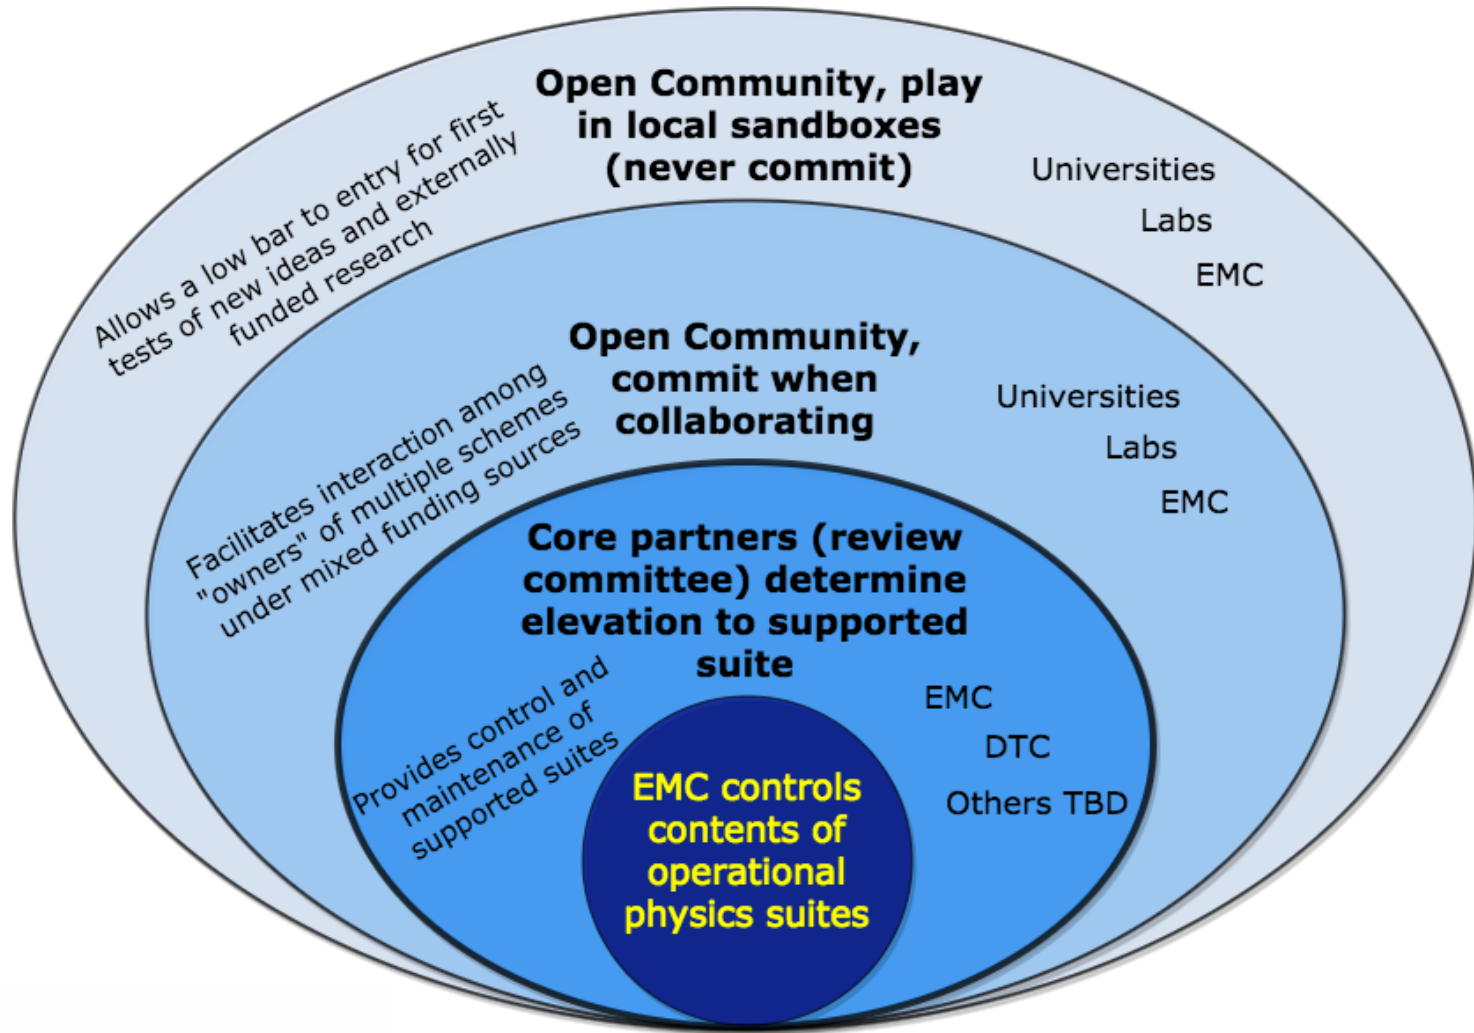 Open Community, play
in local sandboxes
(never commit)
Allows a low bar to entry for first
tests of new ideas and externally
funded research
Universities
Labs
EMC
Open Community,
commit when
collaborating
Facilitates interaction among
"owners" of multiple schemes
under mixed funding sources
Universities
Labs
EMC
Core partners (review
committee) determine
elevation to supported
suite
Provides control and
maintenance of
supported suites
EMC
DTC
Others TBD
EMC controls
contents of
operational
physics suites